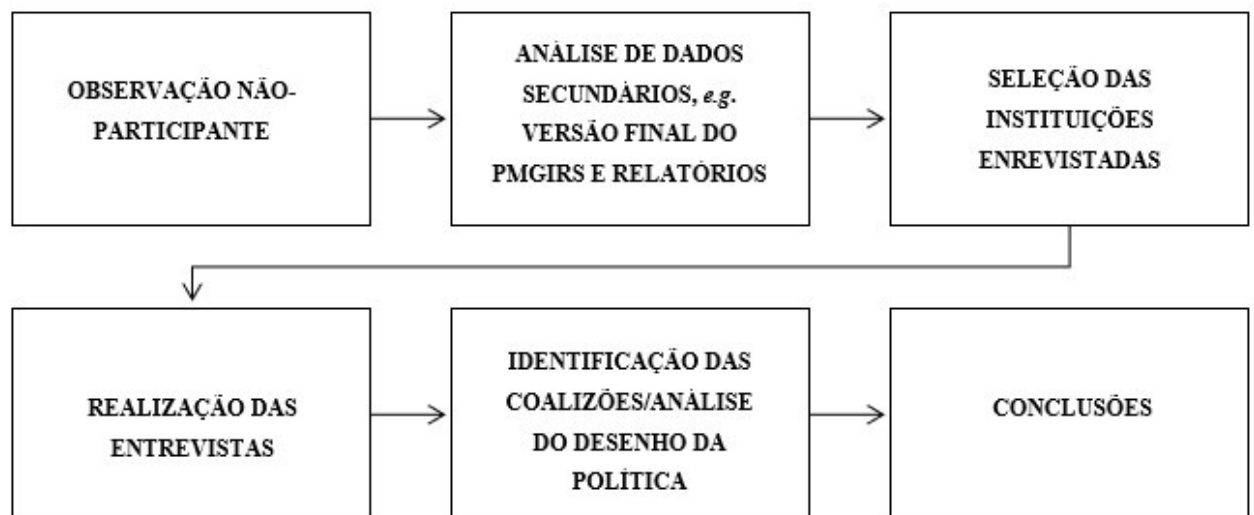 OBSERVAÇÃO NÃO-
PARTICIPANTE
ANÁLISE DE DADOS
SECUNDÁRIOS, e.g.
VERSÃO FINAL DO
PMGIRS E RELATÓRIOS
SELEÇÃO DAS
INSTITUIÇÕES
ENREVISTADAS
REALIZAÇÃO DAS
ENTREVISTAS
IDENTIFICAÇÃO DAS
COALIZÕES/ANÁLISE
DO DESENHO DA
POLÍTICA
CONCLUSÕES